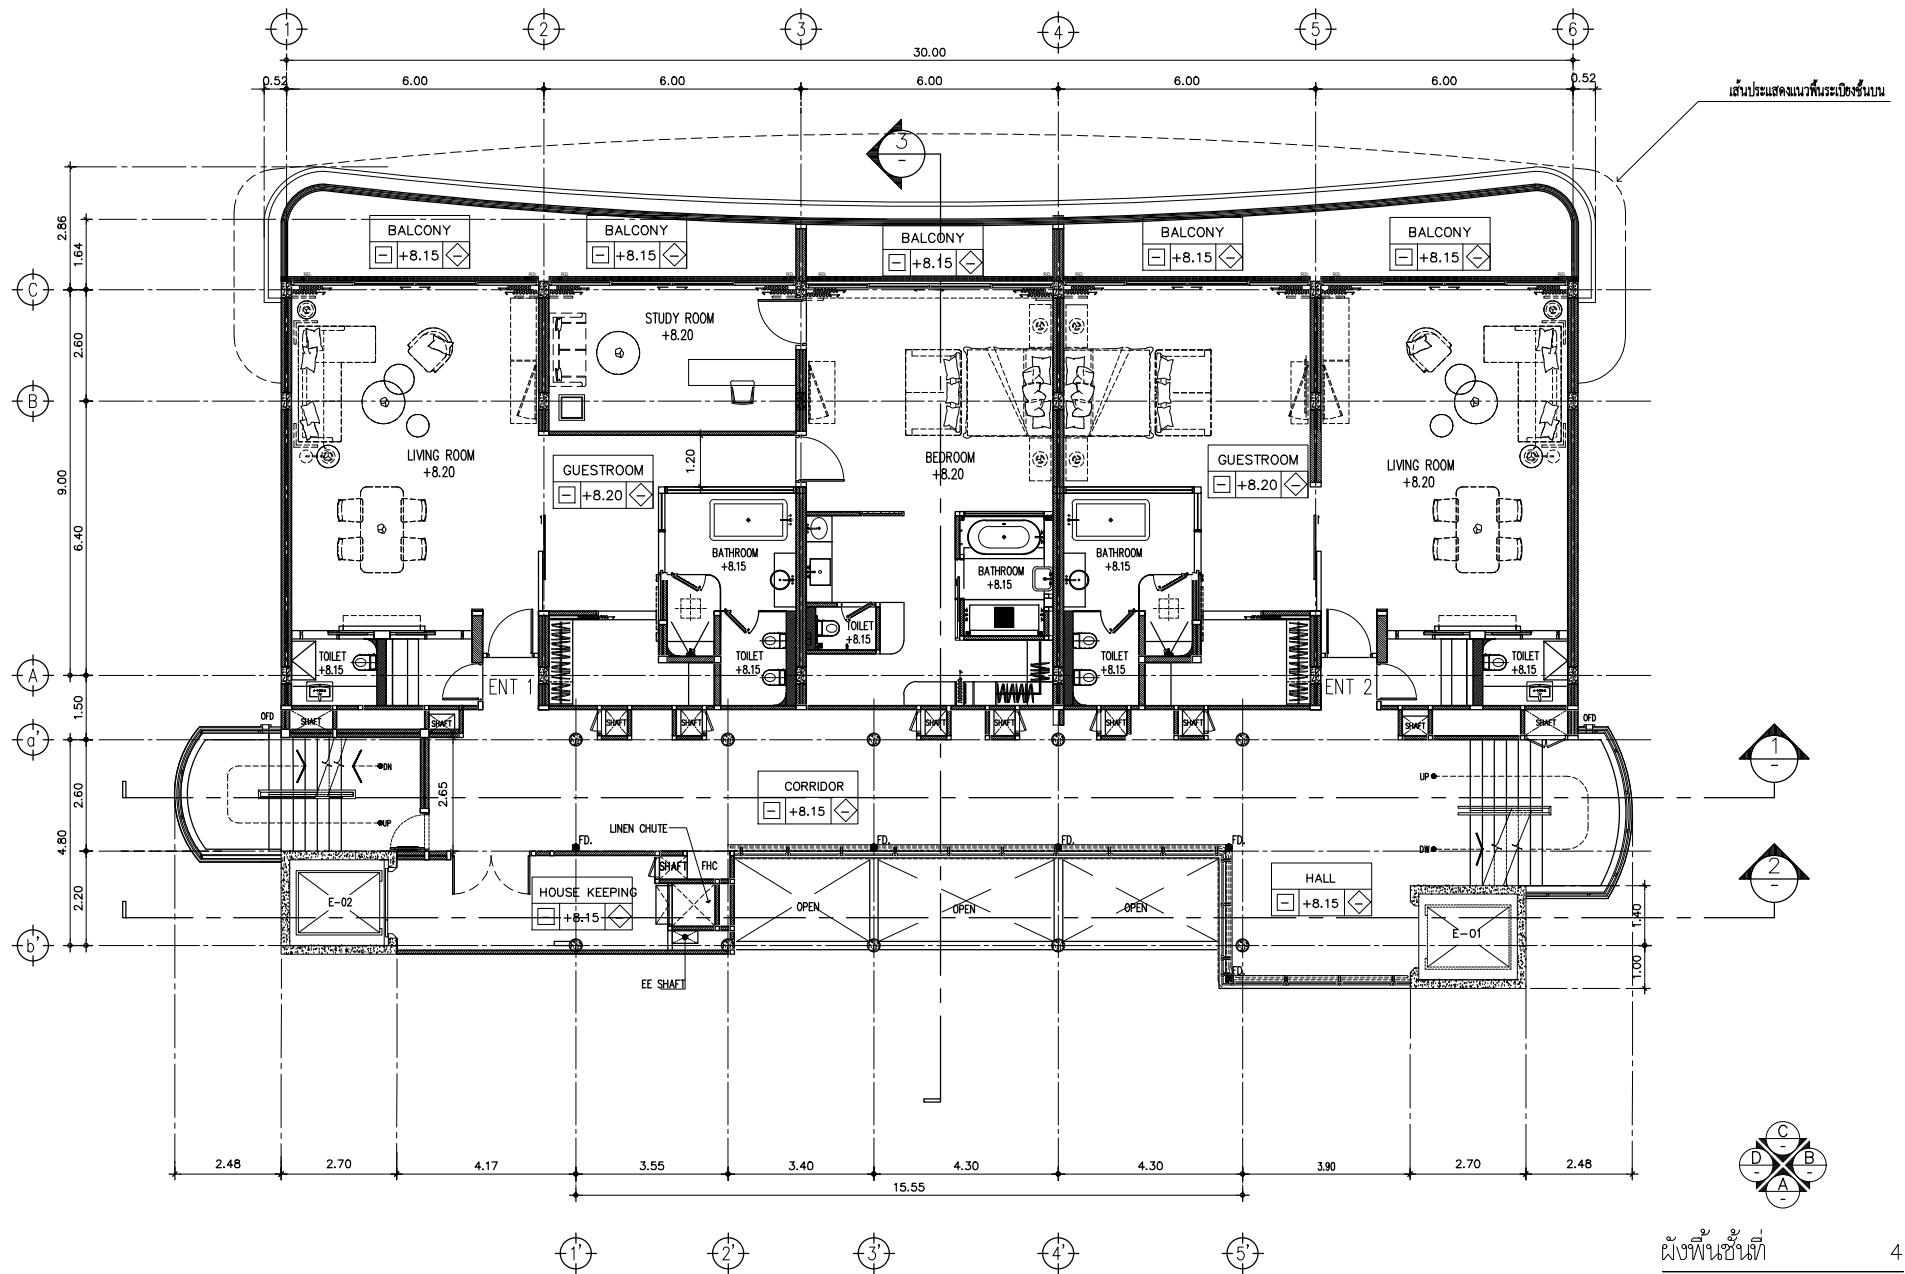 1 2 3 4 5 6
30.00
0.52 6.00 6.00 6.00 6.00 6.00 0.52
เส้นประแสดงแนวพื้นระเบียงชั้นบน
3
-
2.86
1.64
BALCONY
+8.15
BALCONY
+8.15
BALCONY
+8.15
BALCONY
+8.15
BALCONY
+8.15
C
2.60
STUDY ROOM
+8.20
B
9.00
6.40
LIVING ROOM
+8.20
GUESTROOM
+8.20
1.20
BEDROOM
+8.20
GUESTROOM
+8.20
LIVING ROOM
+8.20
BATHROOM
+8.15
BATHROOM
+8.15
BATHROOM
+8.15
TOILET
+8.15
TOILET
+8.15
TOILET
+8.15
TOILET
+8.15
TOILET
+8.15
A
ENT 1
ENT 2
1.50
OFD
SHAFT
SHAFT
SHAFT
SHAFT
SHAFT
SHAFT
SHAFT
SHAFT
SHAFT
SHAFT
OFD
a'
DN
UP
2.65
CORRIDOR
+8.15
UP
DW
1
-
2.60
4.80
2.20
LINEN CHUTE
FD.
FD.
FD.
FD.
SHAFT
FHC
HOUSE KEEPING
+8.15
E-02
OPEN
OPEN
OPEN
HALL
+8.15
2
-
1.40
E-01
b'
FD.
1.00
EE SHAFT
2.48 2.70 4.17 3.55 3.40 4.30 4.30 3.90 2.70 2.48
15.55
C
-
D
-
B
-
A
-
1' 2' 3' 4' 5'
ผังพื้นชั้นที่ 4